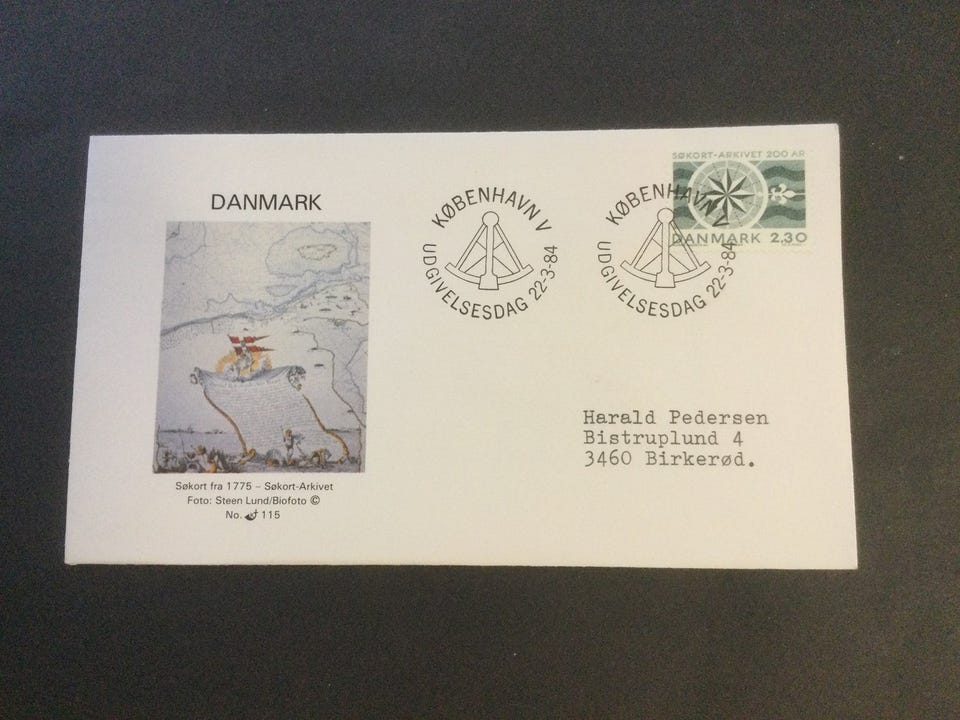 DANMARK
Søkort fra 1775 - Søkort-Arkivet
Foto: Steen Lund/Biofoto ©
No. 115
KØBENHAVN V
UDGIVELSESDAG 22-3-84
KØBENHAVN V
UDGIVELSESDAG 22-3-84
SØKORT-ARKIVET 200 ÅR
DANMARK 2.30
Harald Pedersen
Bistruplund 4
3460 Birkerød.